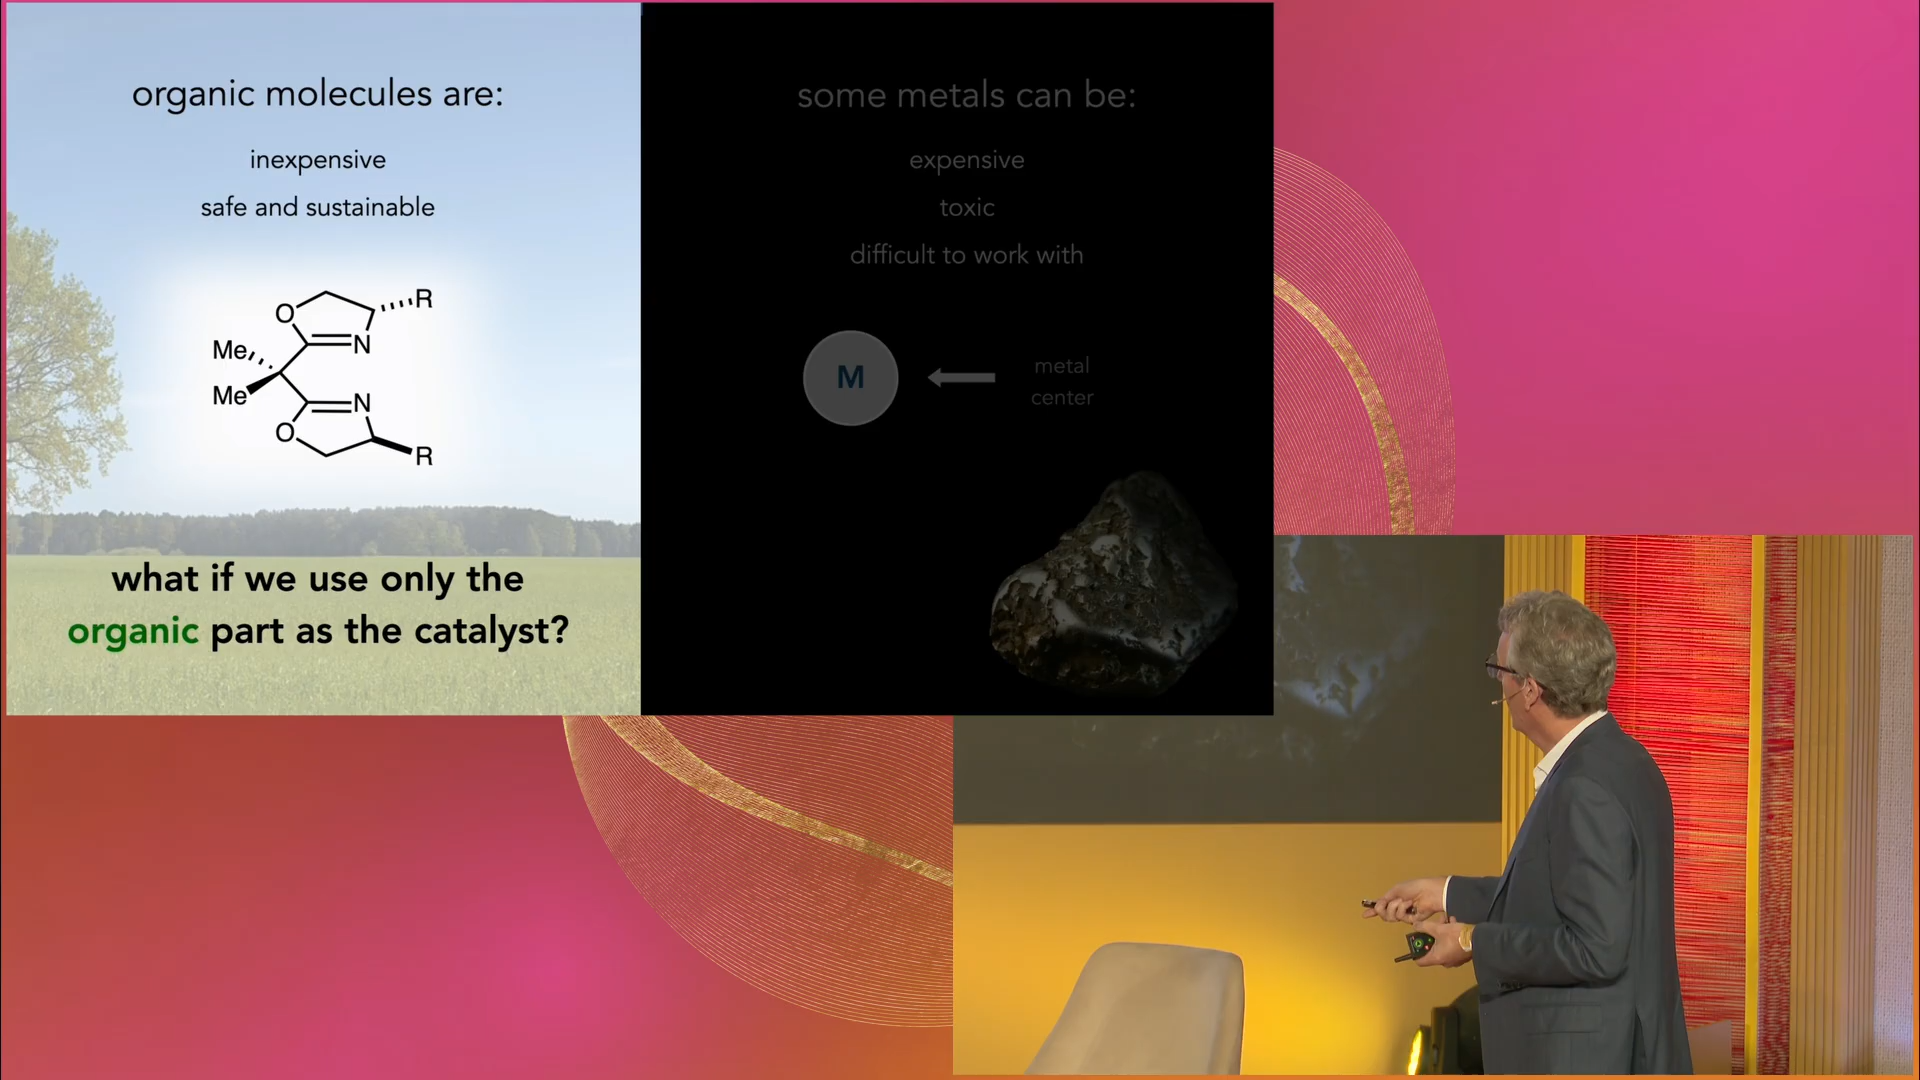 organic molecules are:
inexpensive
safe and sustainable
O
R
N
Me
Me
N
O
R
what if we use only the
organic part as the catalyst?
some metals can be:
expensive
toxic
difficult to work with
M
metal
center